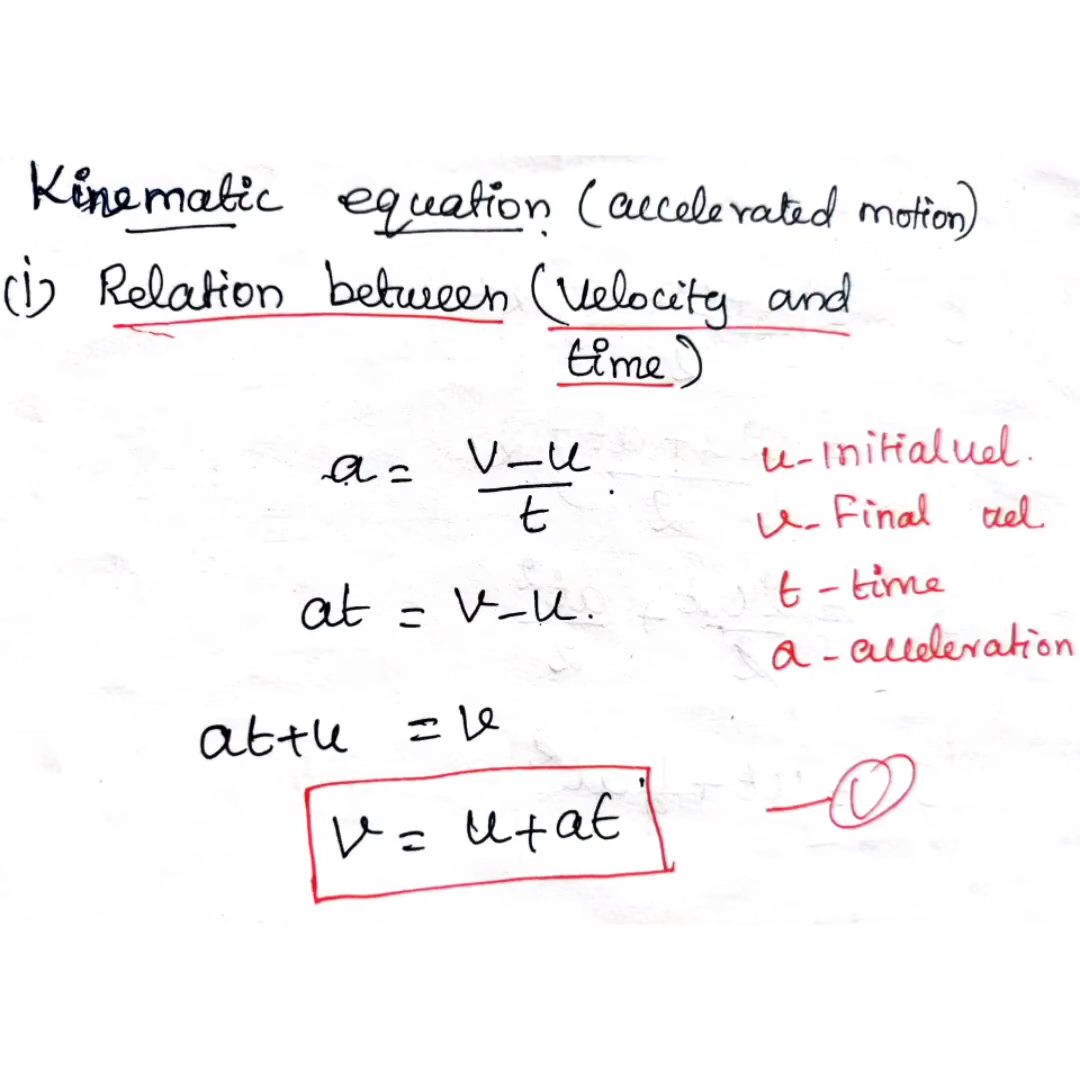 Kinematic equation (accelerated motion)
(i) Relation between (Velocity and
time)
a = v-u
t
u - Initial vel.
v - Final vel
at = v-u.
t - time
a - acceleration
at+u = v
v = u+at — ①